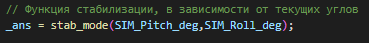 // Функция стабилизации, в зависимости от текущих углов
_ans = stab_mode(SIM_Pitch_deg,SIM_Roll_deg);